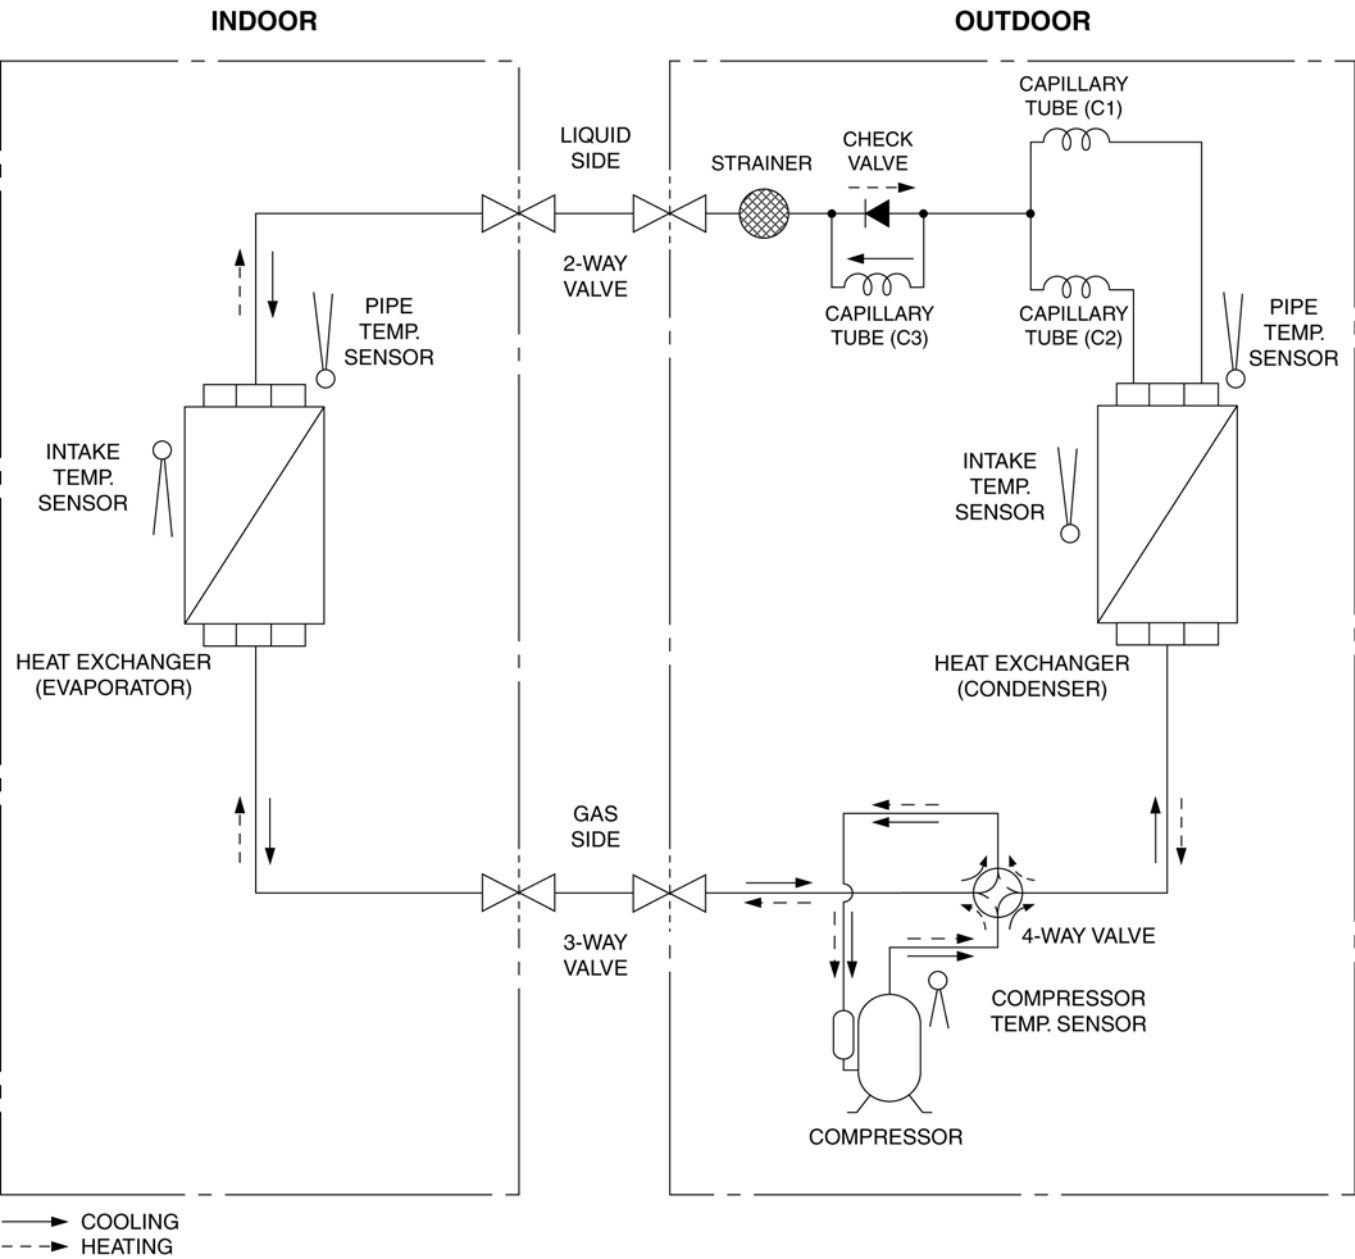 INDOOR
OUTDOOR
CAPILLARY
TUBE (C1)
LIQUID
SIDE
STRAINER
CHECK
VALVE
2-WAY
VALVE
CAPILLARY
TUBE (C3)
CAPILLARY
TUBE (C2)
PIPE
TEMP.
SENSOR
PIPE
TEMP.
SENSOR
INTAKE
TEMP.
SENSOR
INTAKE
TEMP.
SENSOR
HEAT EXCHANGER
(EVAPORATOR)
HEAT EXCHANGER
(CONDENSER)
GAS
SIDE
3-WAY
VALVE
4-WAY VALVE
COMPRESSOR
TEMP. SENSOR
COMPRESSOR
COOLING
HEATING